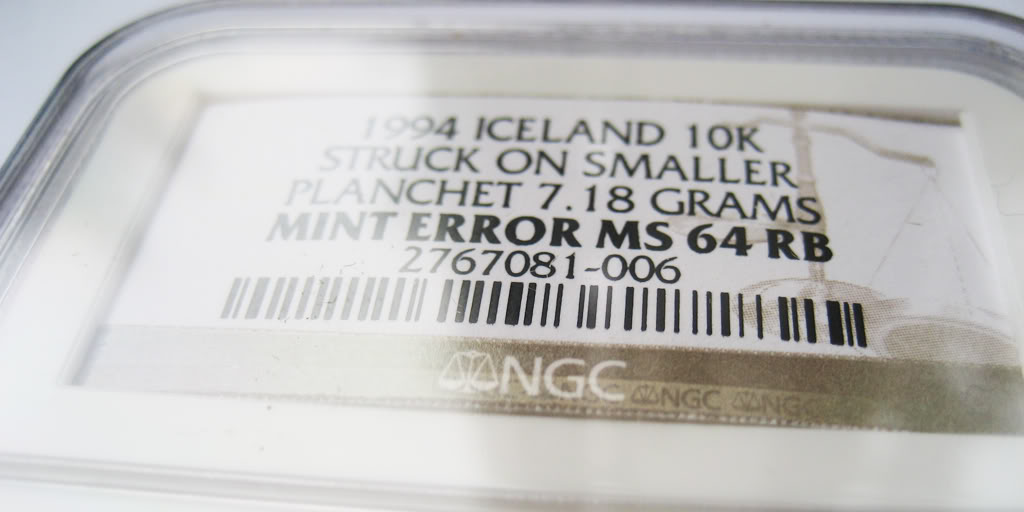 1994 ICELAND 10K
STRUCK ON SMALLER
PLANCHET 7.18 GRAMS
MINT ERROR MS 64 RB
2767081-006
NGC NGC NGC